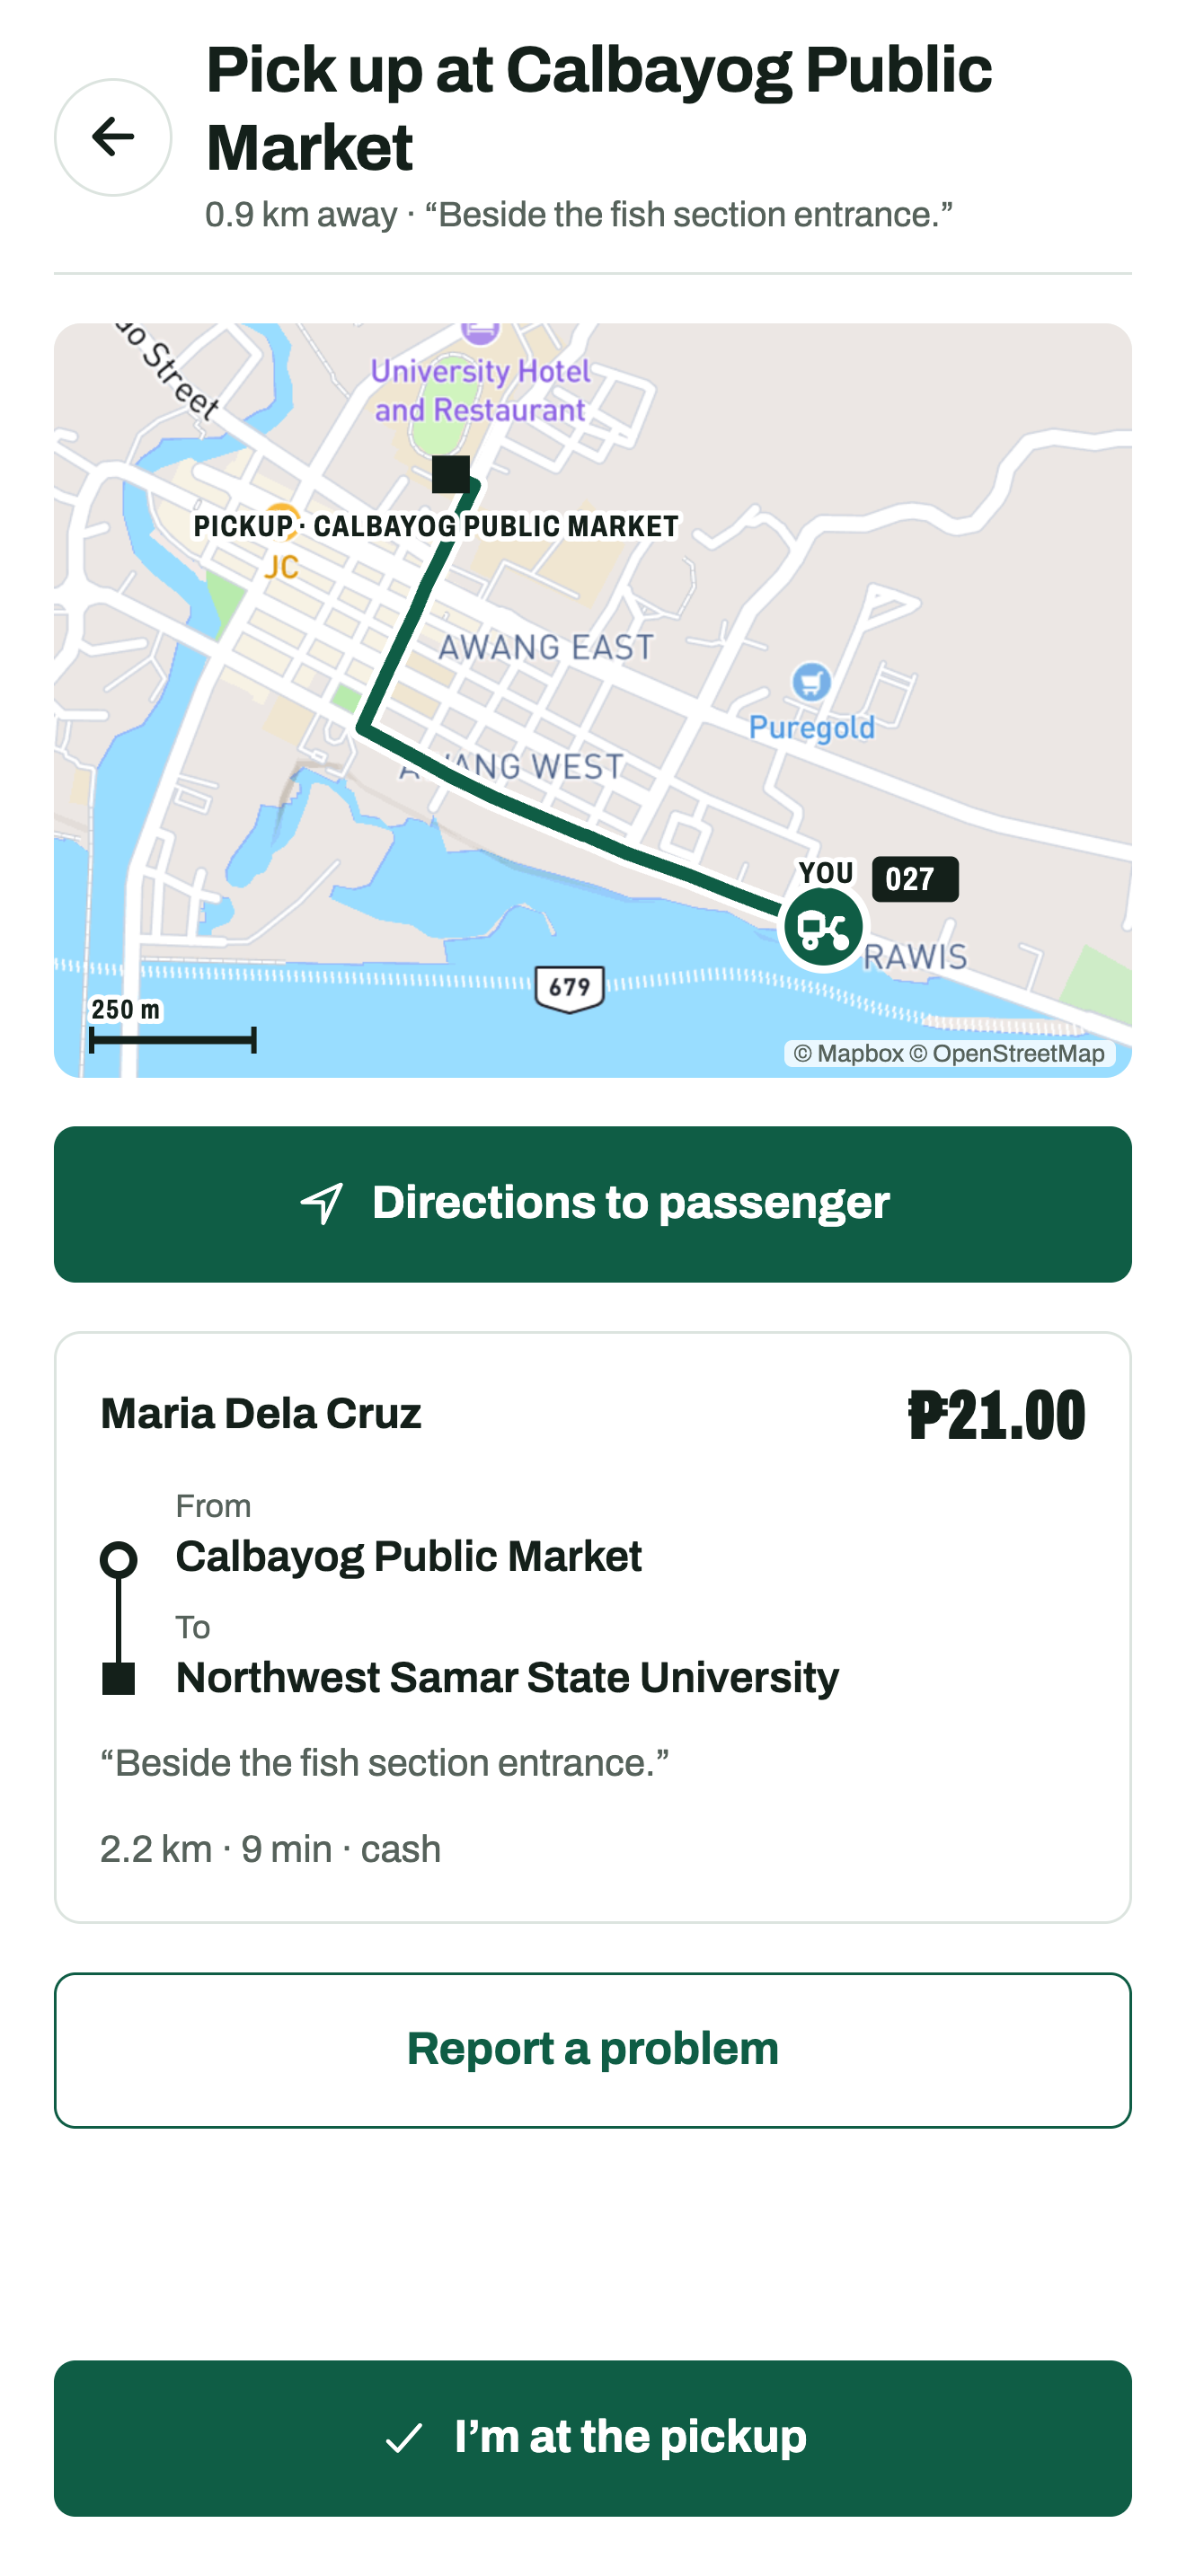 Pick up at Calbayog Public
Market
0.9 km away · “Beside the fish section entrance.”
Street
University Hotel
and Restaurant
PICKUP · CALBAYOG PUBLIC MARKET
JC
AWANG EAST
Puregold
WEST
YOU
027
RAWIS
679
250 m
© Mapbox © OpenStreetMap
Directions to passenger
Maria Dela Cruz
₱21.00
From
Calbayog Public Market
To
Northwest Samar State University
“Beside the fish section entrance.”
2.2 km · 9 min · cash
Report a problem
I’m at the pickup